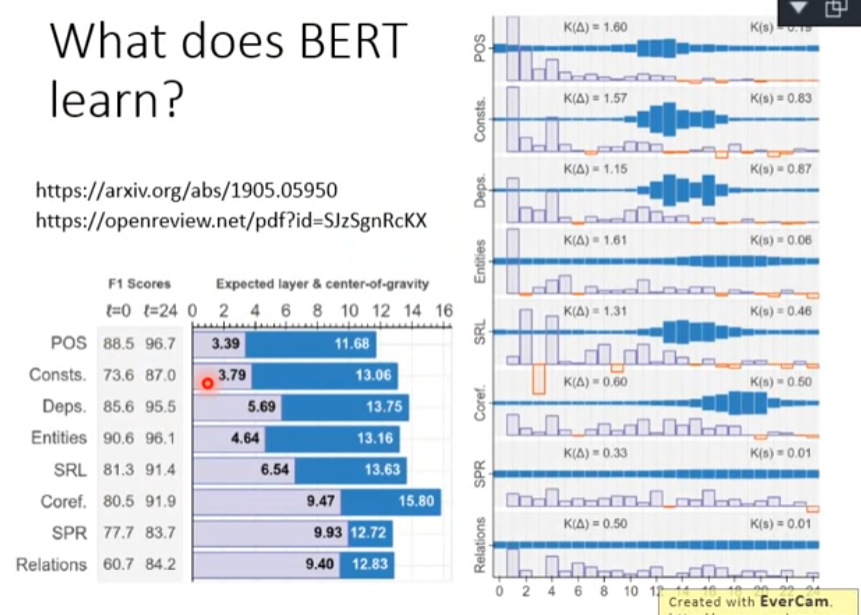 What does BERT
learn?
https://arxiv.org/abs/1905.05950
https://openreview.net/pdf?id=SJzSgnRcKX
F1 Scores Expected layer & center-of-gravity
ℓ=0 ℓ=24 0 2 4 6 8 10 12 14 16
POS 88.5 96.7 3.39 11.68
Consts. 73.6 87.0 3.79 13.06
Deps. 85.6 95.5 5.69 13.75
Entities 90.6 96.1 4.64 13.16
SRL 81.3 91.4 6.54 13.63
Coref. 80.5 91.9 9.47 15.80
SPR 77.7 83.7 9.93 12.72
Relations 60.7 84.2 9.40 12.83
POS K(Δ) = 1.60 K(s) = 0.19
Consts. K(Δ) = 1.57 K(s) = 0.83
Deps. K(Δ) = 1.15 K(s) = 0.87
Entities K(Δ) = 1.61 K(s) = 0.06
SRL K(Δ) = 1.31 K(s) = 0.46
Coref. K(Δ) = 0.60 K(s) = 0.50
SPR K(Δ) = 0.33 K(s) = 0.01
Relations K(Δ) = 0.50 K(s) = 0.01
0 2 4 6 8 10 12 14 16 18 20 22 24
Created with EverCam.